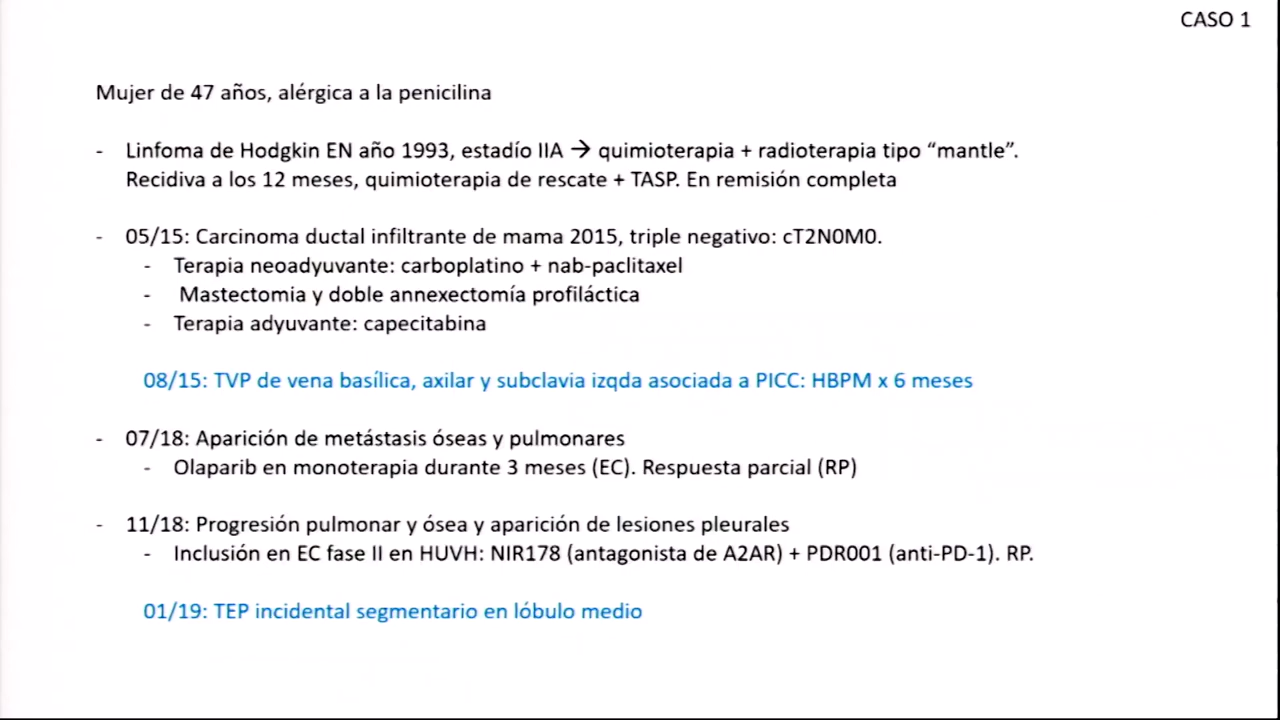 CASO 1
Mujer de 47 años, alérgica a la penicilina
- Linfoma de Hodgkin EN año 1993, estadío IIA → quimioterapia + radioterapia tipo “mantle”.
Recidiva a los 12 meses, quimioterapia de rescate + TASP. En remisión completa
- 05/15: Carcinoma ductal infiltrante de mama 2015, triple negativo: cT2N0M0.
- Terapia neoadyuvante: carboplatino + nab-paclitaxel
- Mastectomia y doble annexectomía profiláctica
- Terapia adyuvante: capecitabina
08/15: TVP de vena basílica, axilar y subclavia izqda asociada a PICC: HBPM x 6 meses
- 07/18: Aparición de metástasis óseas y pulmonares
- Olaparib en monoterapia durante 3 meses (EC). Respuesta parcial (RP)
- 11/18: Progresión pulmonar y ósea y aparición de lesiones pleurales
- Inclusión en EC fase II en HUVH: NIR178 (antagonista de A2AR) + PDR001 (anti-PD-1). RP.
01/19: TEP incidental segmentario en lóbulo medio